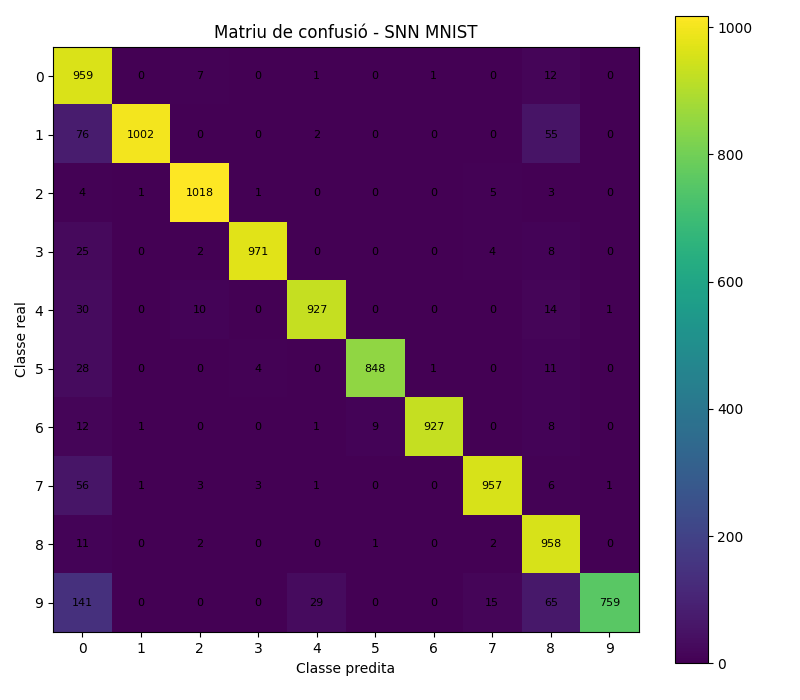 Matriu de confusió - SNN MNIST
Classe real
0 959 0 7 0 1 0 1 0 12 0
1 76 1002 0 0 2 0 0 0 55 0
2 4 1 1018 1 0 0 0 5 3 0
3 25 0 2 971 0 0 0 4 8 0
4 30 0 10 0 927 0 0 0 14 1
5 28 0 0 4 0 848 1 0 11 0
6 12 1 0 0 1 9 927 0 8 0
7 56 1 3 3 1 0 0 957 6 1
8 11 0 2 0 0 1 0 2 958 0
9 141 0 0 0 29 0 0 15 65 759
0 1 2 3 4 5 6 7 8 9
Classe predita
1000
800
600
400
200
0